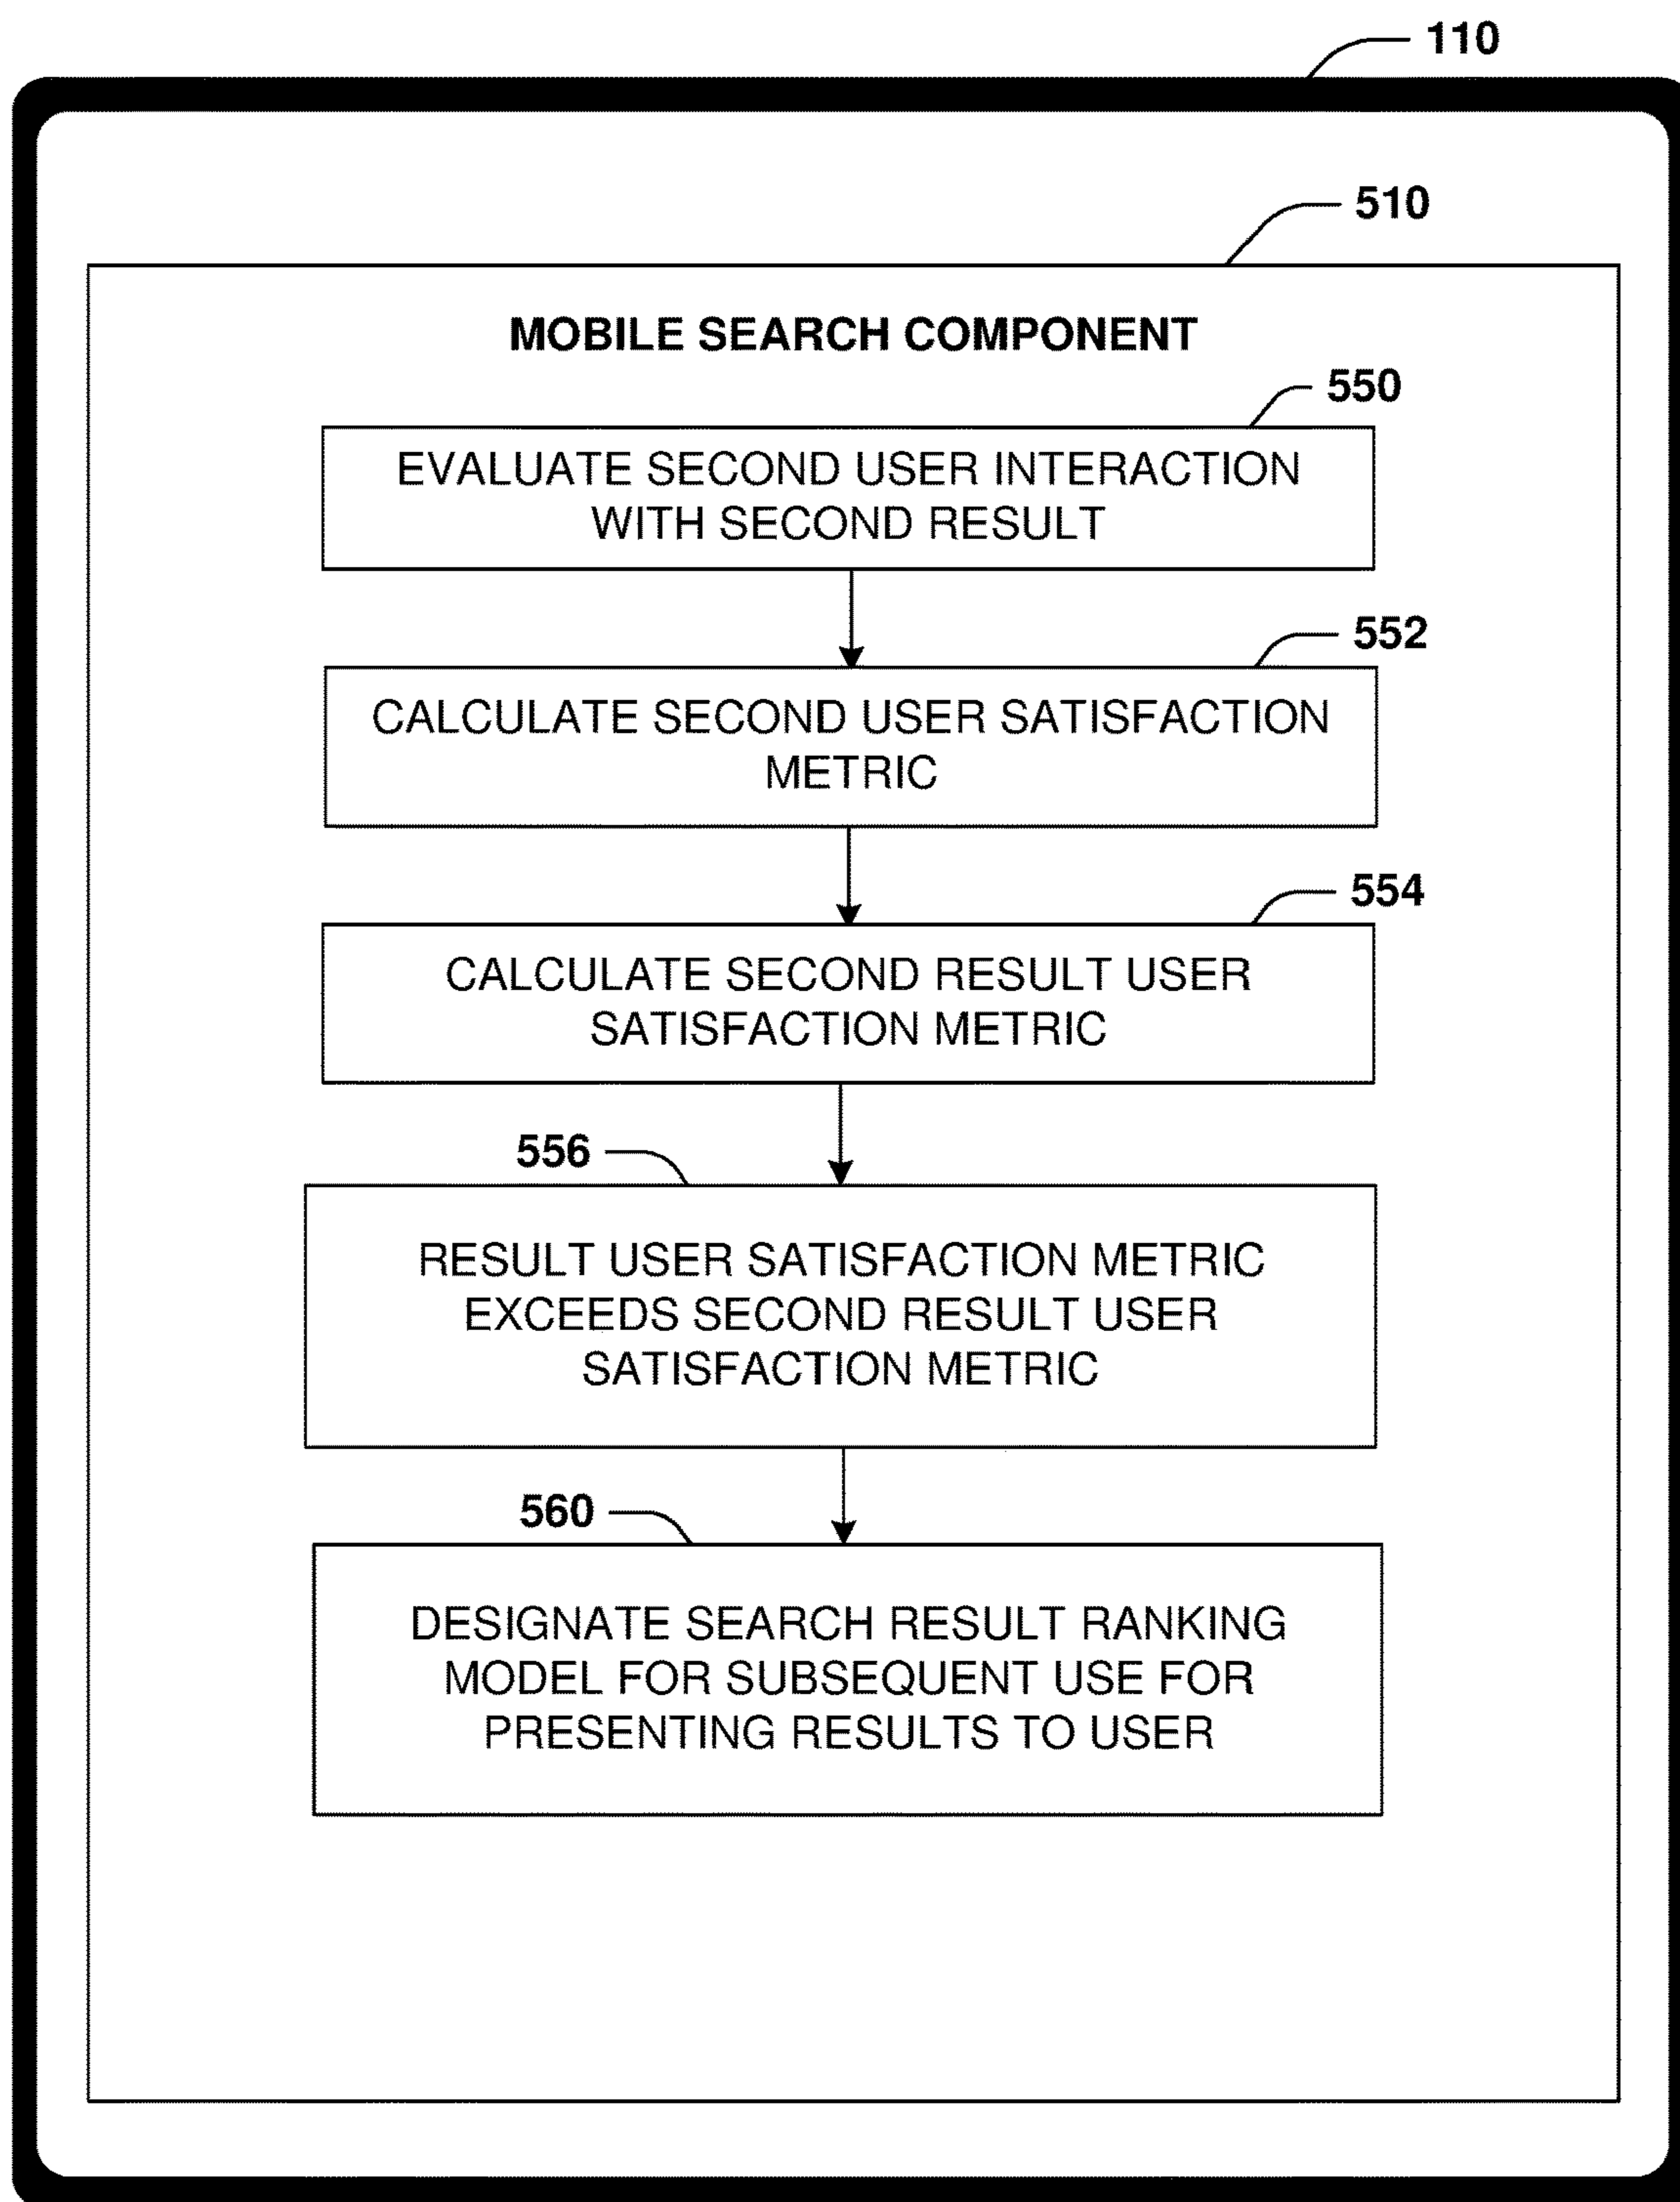 110
510
MOBILE SEARCH COMPONENT
550
EVALUATE SECOND USER INTERACTION
WITH SECOND RESULT
552
CALCULATE SECOND USER SATISFACTION
METRIC
554
CALCULATE SECOND RESULT USER
SATISFACTION METRIC
556
RESULT USER SATISFACTION METRIC
EXCEEDS SECOND RESULT USER
SATISFACTION METRIC
560
DESIGNATE SEARCH RESULT RANKING
MODEL FOR SUBSEQUENT USE FOR
PRESENTING RESULTS TO USER